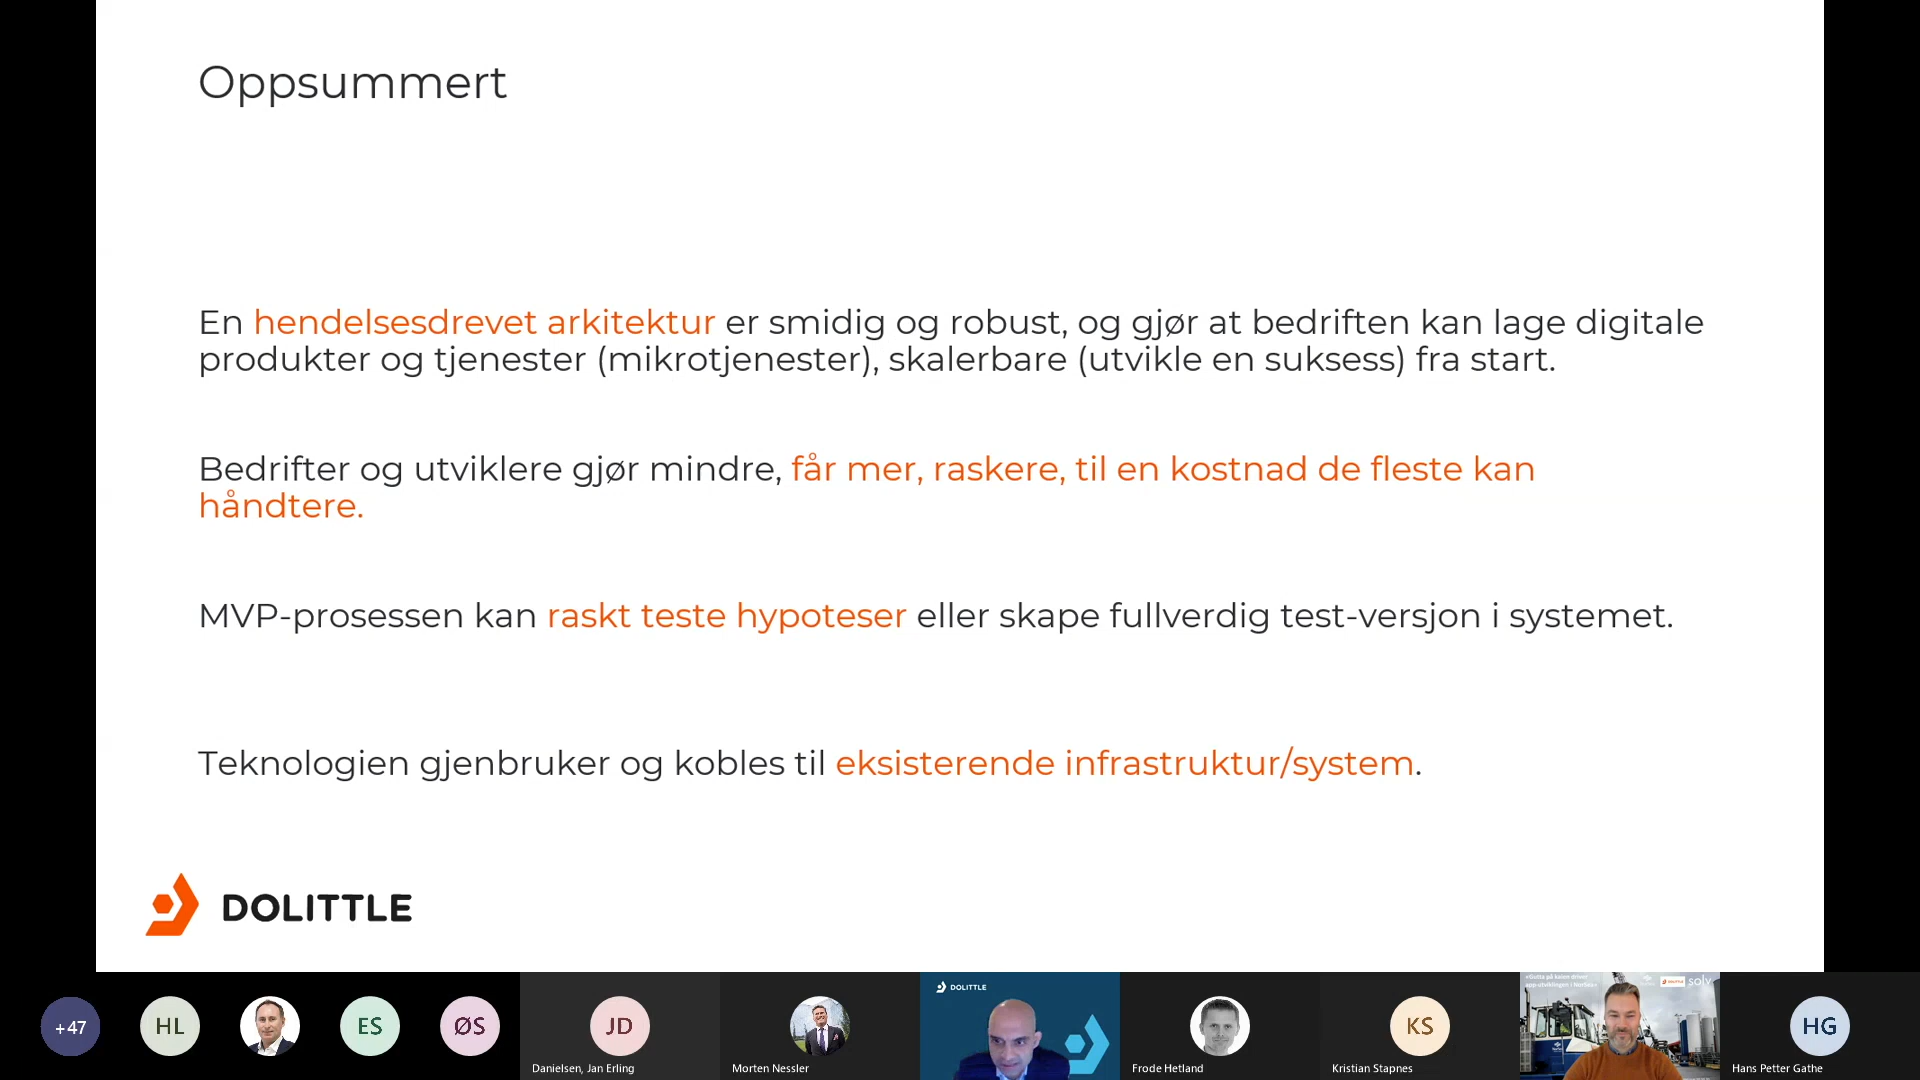 Oppsummert
En hendelsesdrevet arkitektur er smidig og robust, og gjør at bedriften kan lage digitale
produkter og tjenester (mikrotjenester), skalerbare (utvikle en suksess) fra start.
Bedrifter og utviklere gjør mindre, får mer, raskere, til en kostnad de fleste kan
håndtere.
MVP-prosessen kan raskt teste hypoteser eller skape fullverdig test-versjon i systemet.
Teknologien gjenbruker og kobles til eksisterende infrastruktur/system.
DOLITTLE
+47
HL
ES
ØS
JD
Danielsen, Jan Erling
Morten Nessler
DOLITTLE
Frode Hetland
KS
Kristian Stapnes
solv
HG
Hans Petter Gathe